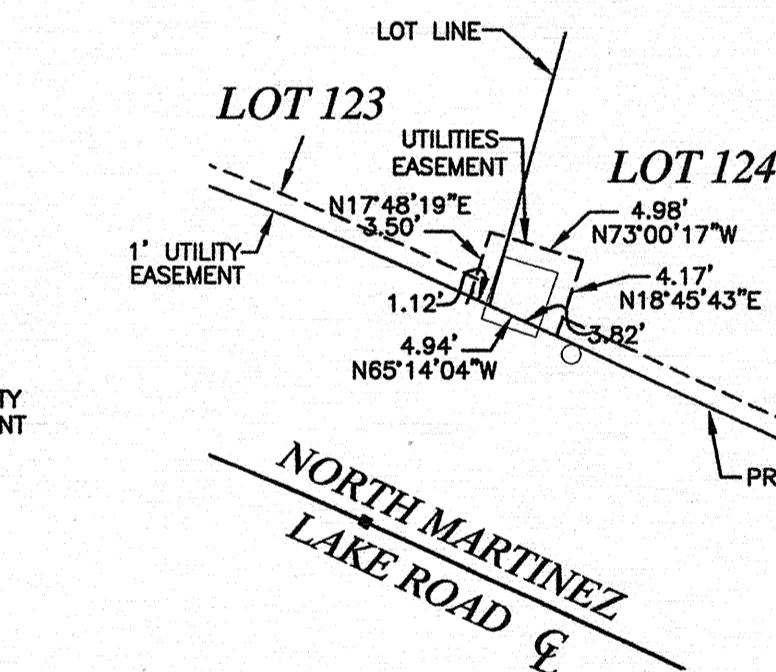 LOT LINE
LOT 123
UTILITIES
EASEMENT
LOT 124
N17°48'19"E
3.50'
4.98'
N73°00'17"W
1' UTILITY
EASEMENT
4.17'
N18°45'43"E
1.12'
3.82'
4.94'
N65°14'04"W
TY
NT
PR
NORTH MARTINEZ
LAKE ROAD ℄